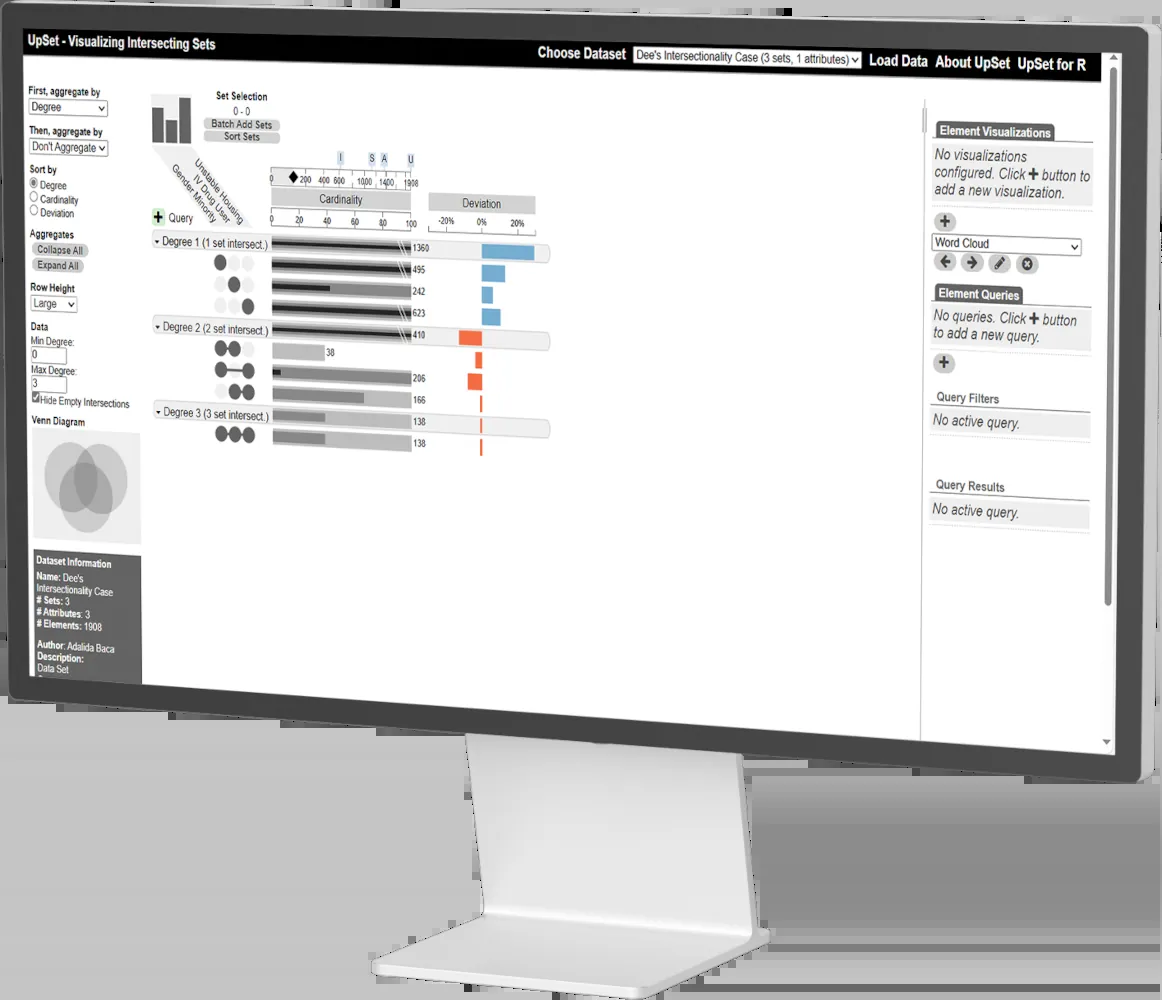 UpSet - Visualizing Intersecting Sets
Choose Dataset Dee's Intersectionality Case (3 sets, 1 attributes) Load Data About UpSet UpSet for R
First, aggregate by
Degree
Then, aggregate by
Don't Aggregate
Sort by
Degree
Cardinality
Deviation
Aggregates
Collapse All
Expand All
Row Height
Large
Data
Min Degree:
0
Max Degree:
3
Hide Empty Intersections
Venn Diagram
Dataset Information
Name: Dee's
Intersectionality Case
# Sets: 3
# Attributes: 3
# Elements: 1908
Author: Adalida Baca
Description:
Data Set
Set Selection
0 - 0
Batch Add Sets
Sort Sets
Unstable Housing
IV Drug User
Gender Minority
Query
I S A U
0 200 400 600 1000 1400 1908
Cardinality
0 20 40 60 80 100
Deviation
-20% 0% 20%
Degree 1 (1 set intersect.) 1360
495
242
623
Degree 2 (2 set intersect.) 410
38
206
166
Degree 3 (3 set intersect.) 138
138
Element Visualizations
No visualizations
configured. Click + button to
add a new visualization.
Word Cloud
Element Queries
No queries. Click + button
to add a new query.
Query Filters
No active query.
Query Results
No active query.